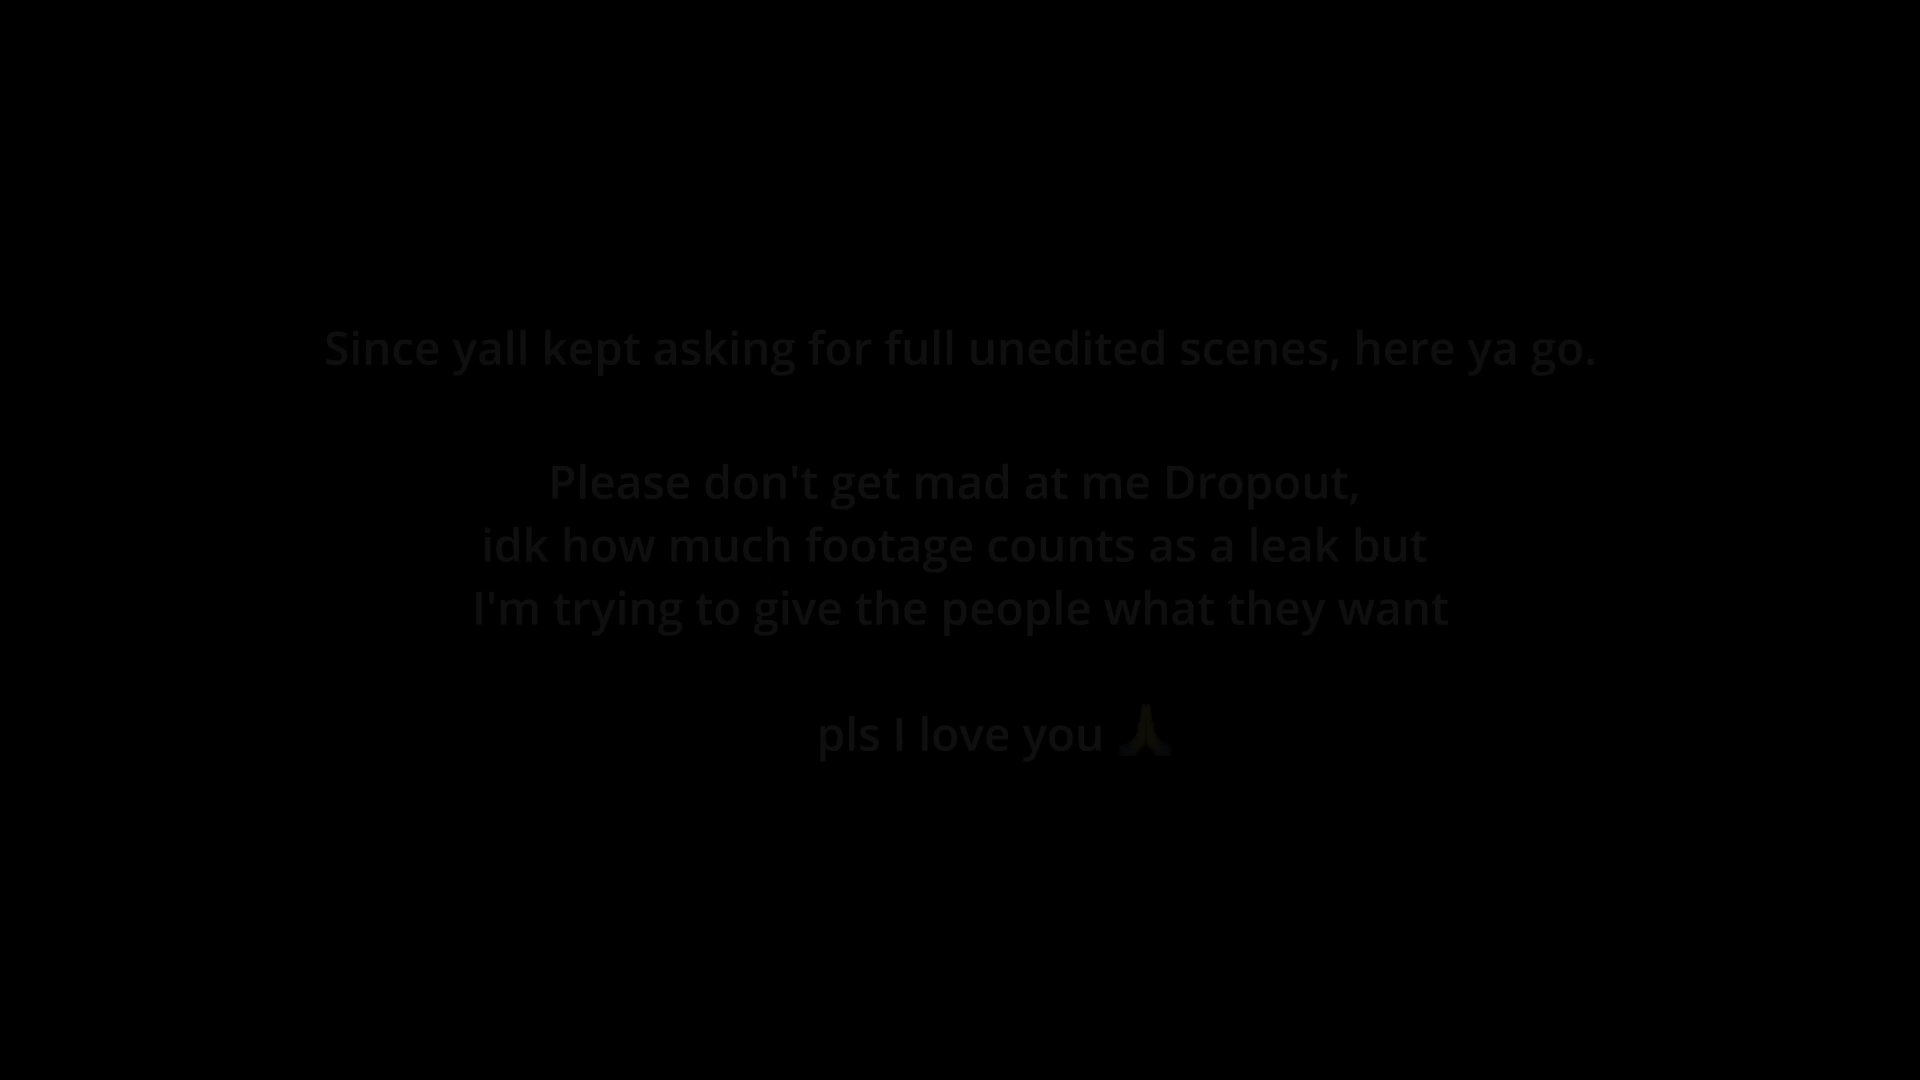 Since yall kept asking for full unedited scenes, here ya go.
Please don't get mad at me Dropout,
idk how much footage counts as a leak but
I'm trying to give the people what they want
pls I love you 🙏